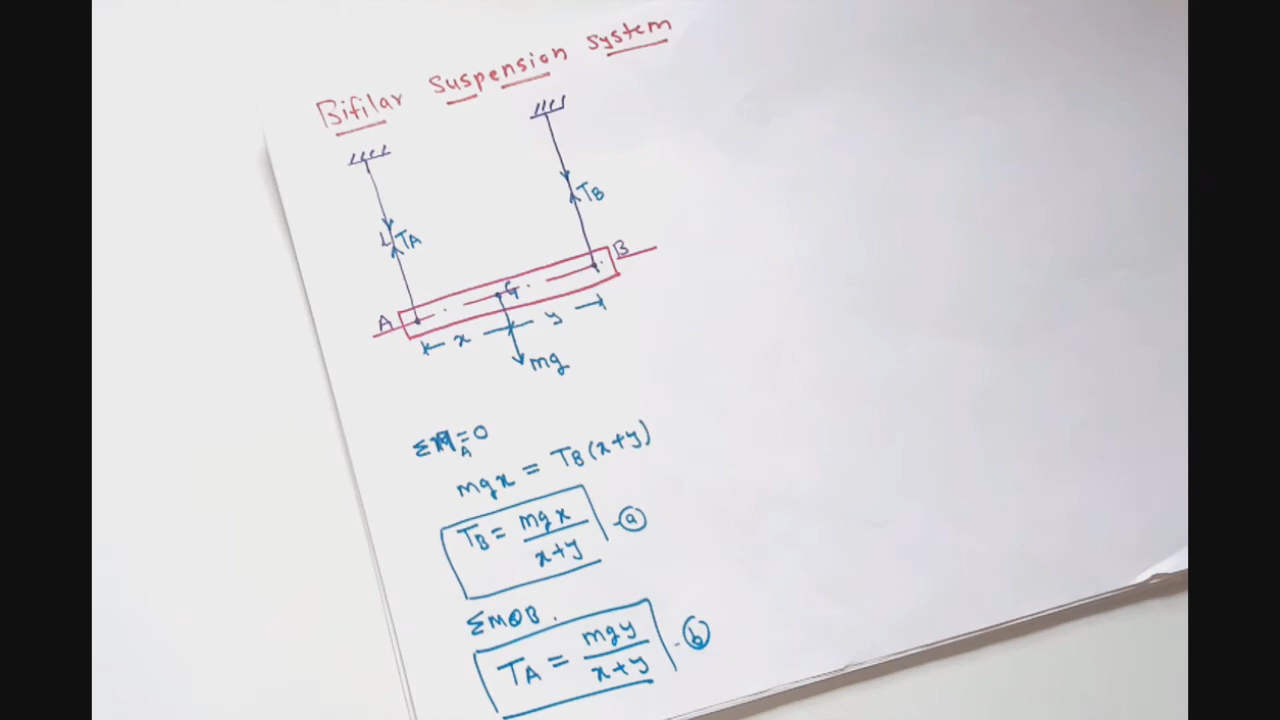 Bifilar Suspension System
TB
L TA
B
G
A
x y
mg
ΣM_A=0
mgx = TB(x+y)
TB = mgx / x+y - ⓐ
ΣM@B.
TA = mgy / x+y - ⓑ